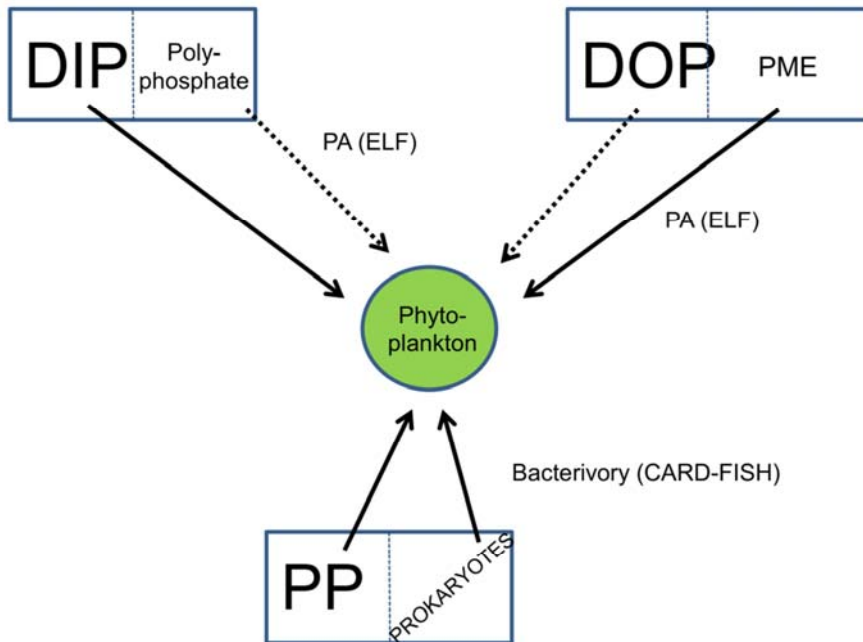 DIP
Poly-
phosphate
DOP
PME
PA (ELF)
PA (ELF)
Phyto-
plankton
Bacterivory (CARD-FISH)
PP
PROKARYOTES